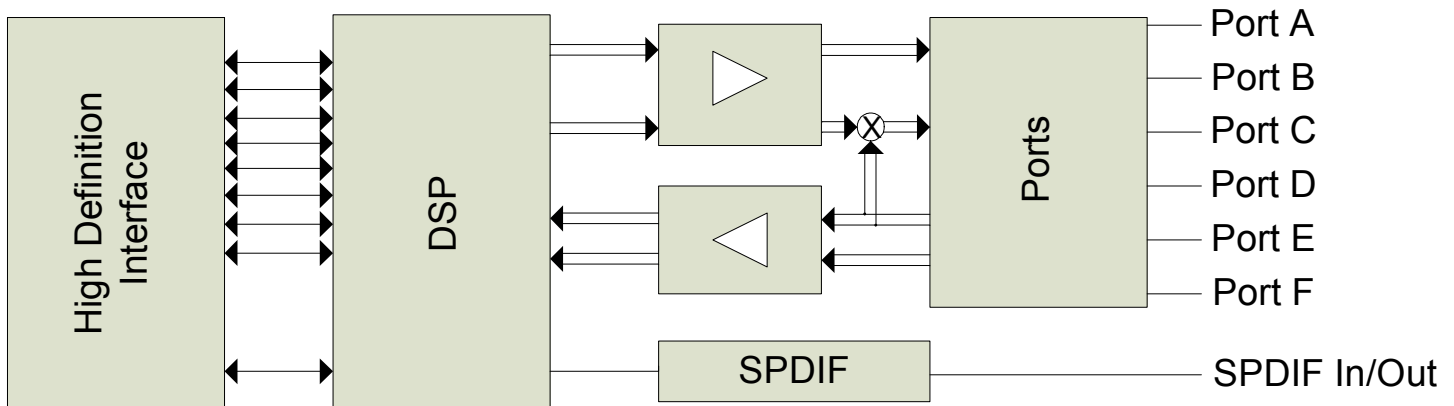 High Definition
Interface
DSP
X
Ports
Port A
Port B
Port C
Port D
Port E
Port F
SPDIF
SPDIF In/Out